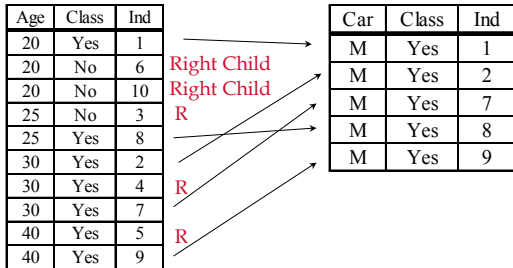 Age Class Ind
20 Yes 1
20 No 6 Right Child
20 No 10 Right Child
25 No 3 R
25 Yes 8
30 Yes 2
30 Yes 4 R
30 Yes 7
40 Yes 5 R
40 Yes 9
Car Class Ind
M Yes 1
M Yes 2
M Yes 7
M Yes 8
M Yes 9